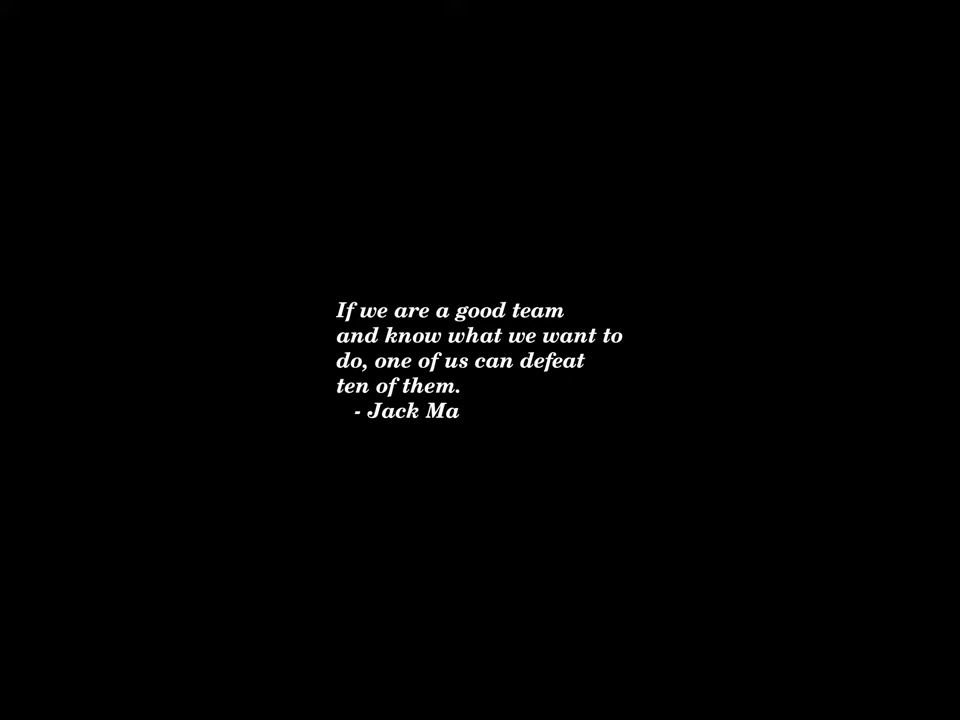 If we are a good team
and know what we want to
do, one of us can defeat
ten of them.
- Jack Ma